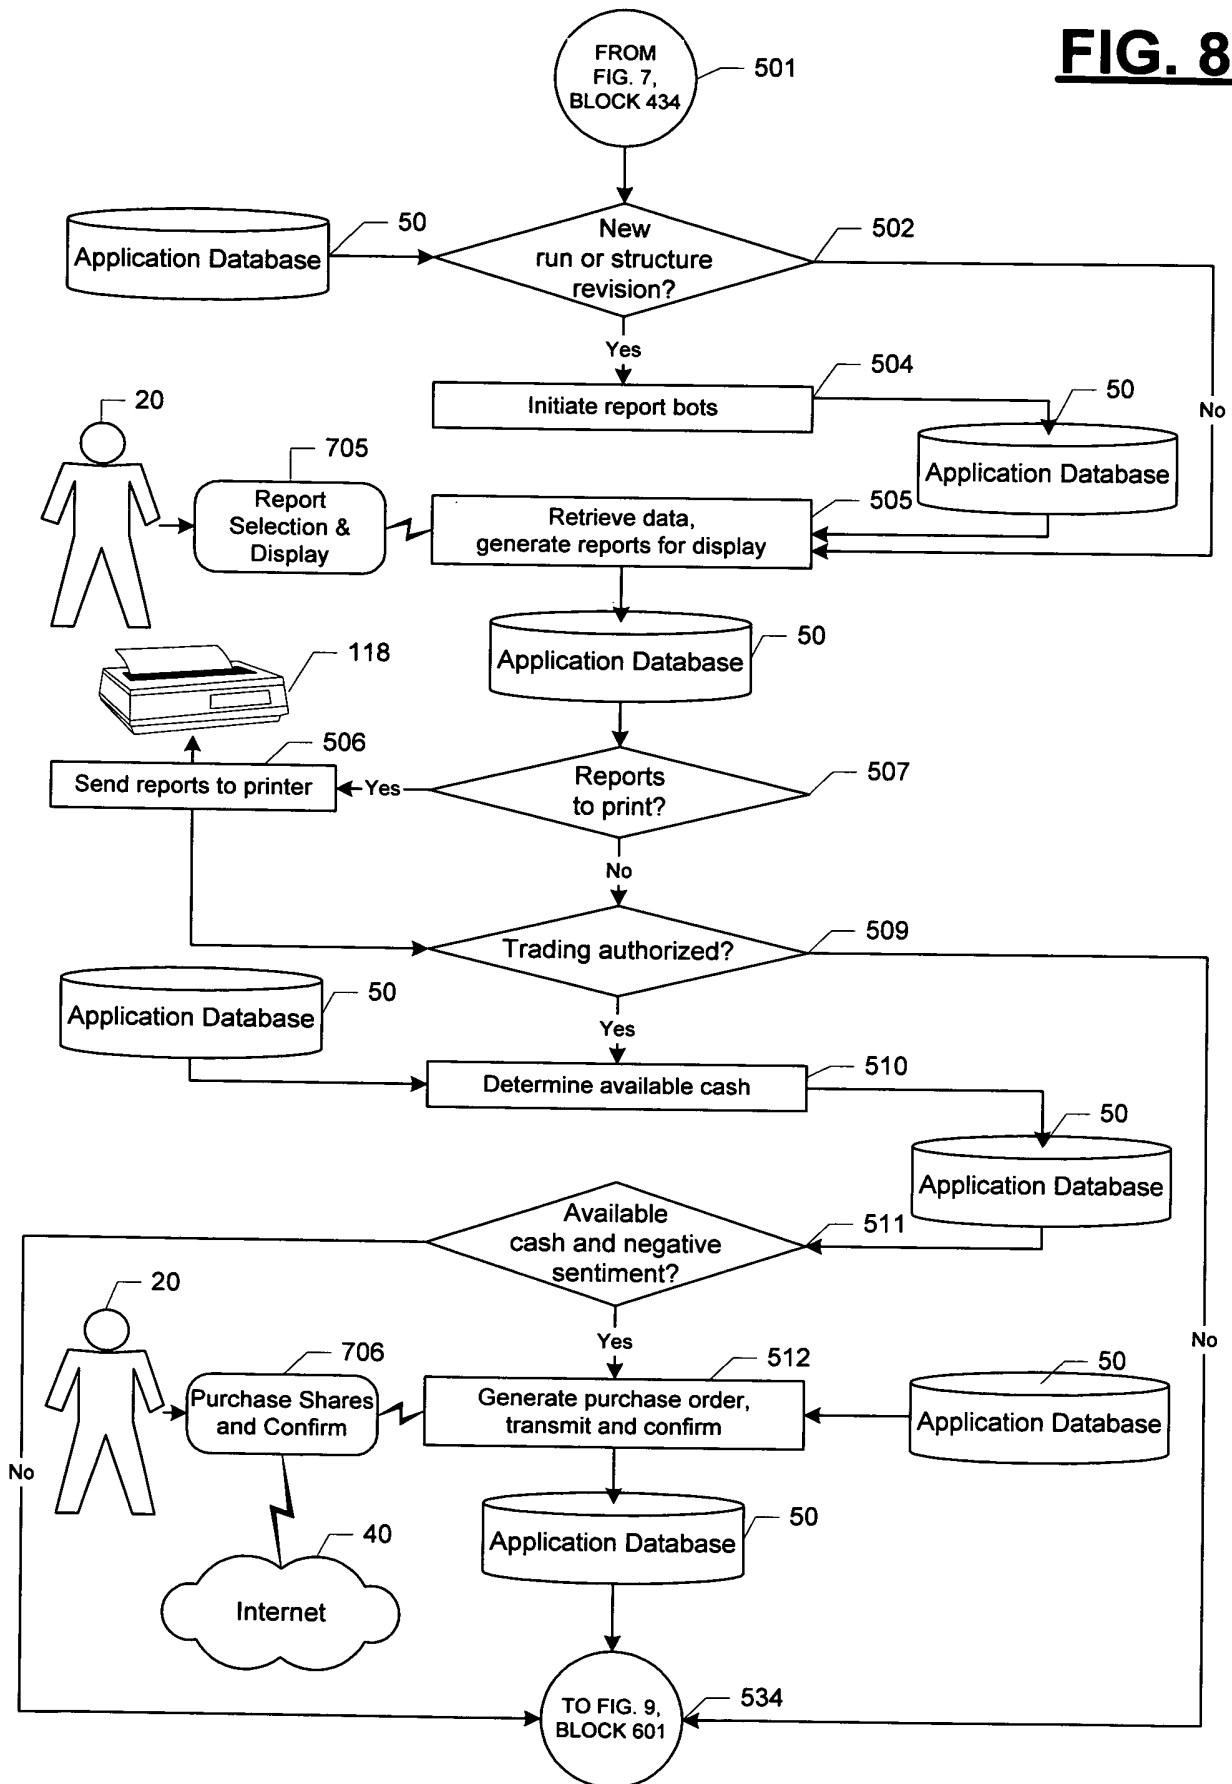 FIG. 8
FROM
FIG. 7,
BLOCK 434
501
50
Application Database
New
run or structure
revision?
502
Yes
504
Initiate report bots
50
No
Application Database
20
705
Report
Selection &
Display
505
Retrieve data,
generate reports for display
50
Application Database
118
506
Send reports to printer
Yes
Reports
to print?
507
No
Trading authorized?
509
50
Application Database
Yes
510
Determine available cash
50
Application Database
Available
cash and negative
sentiment?
511
20
Yes
No
706
Purchase Shares
and Confirm
512
Generate purchase order,
transmit and confirm
50
Application Database
No
50
Application Database
40
Internet
TO FIG. 9,
BLOCK 601
534